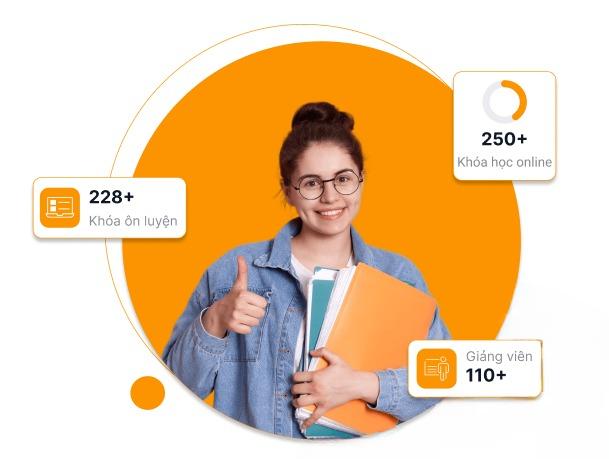 250+
Khóa học online
228+
Khóa ôn luyện
Giảng viên
110+